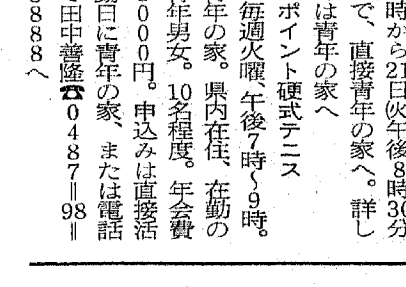 時から21日(火)午後8時30分
で、直接青年の家へ。詳し
は青年の家へ
ポイント硬式テニス
毎週火曜、午後7時〜9時。
年の家。県内在住、在勤の
年男女。10名程度。年会費
000円。申込みは直接活
動日に青年の家、または電話
田中善隆☎0487=98=
888へ